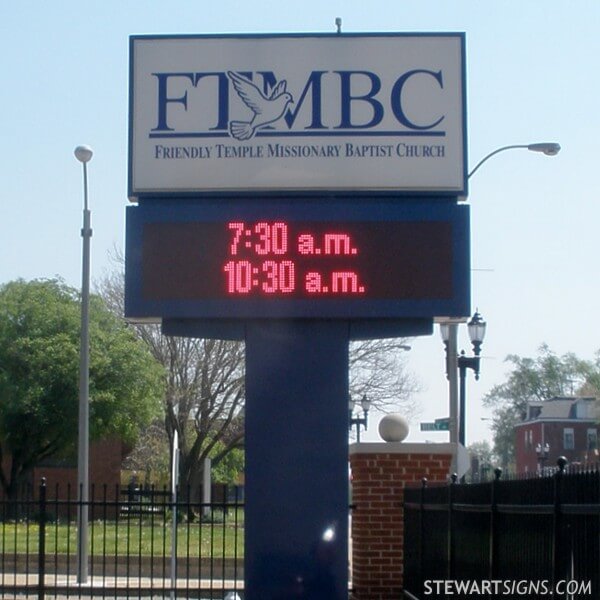 FTMBC
FRIENDLY TEMPLE MISSIONARY BAPTIST CHURCH
7:30 a.m.
10:30 a.m.
STEWARTSIGNS.COM